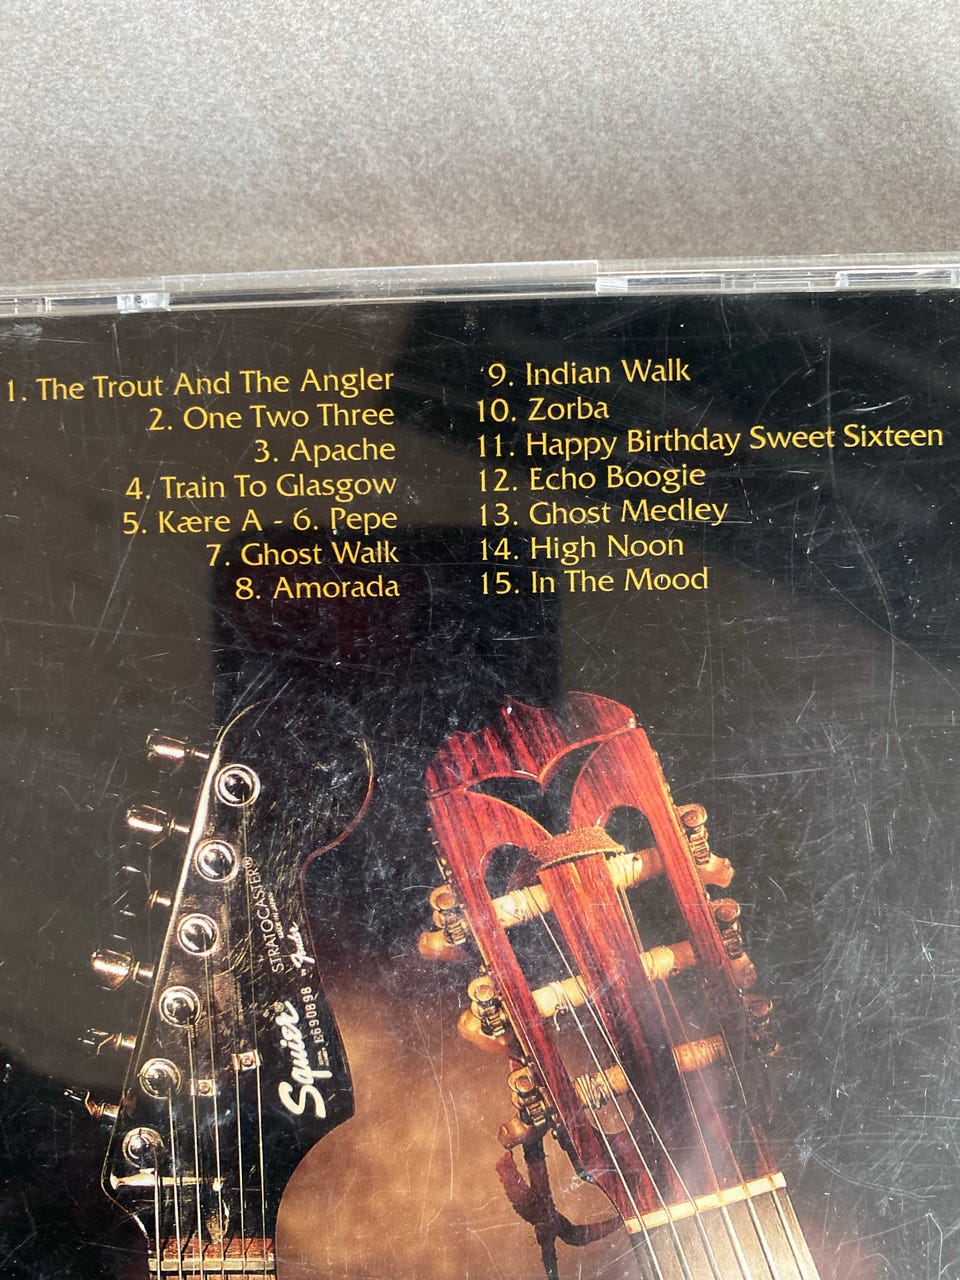 1. The Trout And The Angler
2. One Two Three
3. Apache
4. Train To Glasgow
5. Kære A - 6. Pepe
7. Ghost Walk
8. Amorada
9. Indian Walk
10. Zorba
11. Happy Birthday Sweet Sixteen
12. Echo Boogie
13. Ghost Medley
14. High Noon
15. In The Mood
STRATOCASTER®
Fender
Squier
E690898